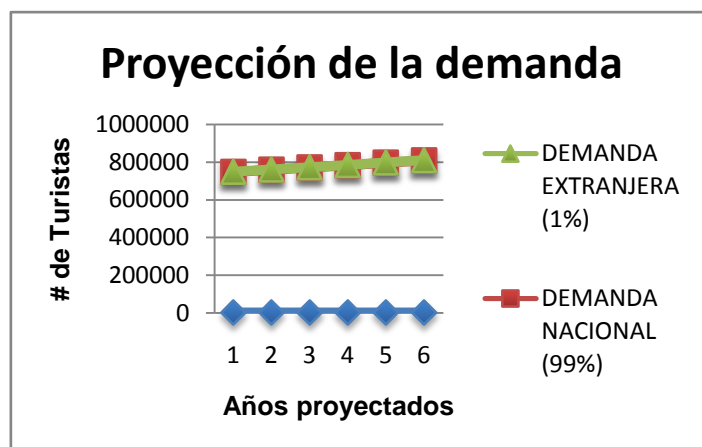 Proyección de la demanda
# de Turistas
1000000
800000
600000
400000
200000
0
1 2 3 4 5 6
Años proyectados
DEMANDA
EXTRANJERA
(1%)
DEMANDA
NACIONAL
(99%)